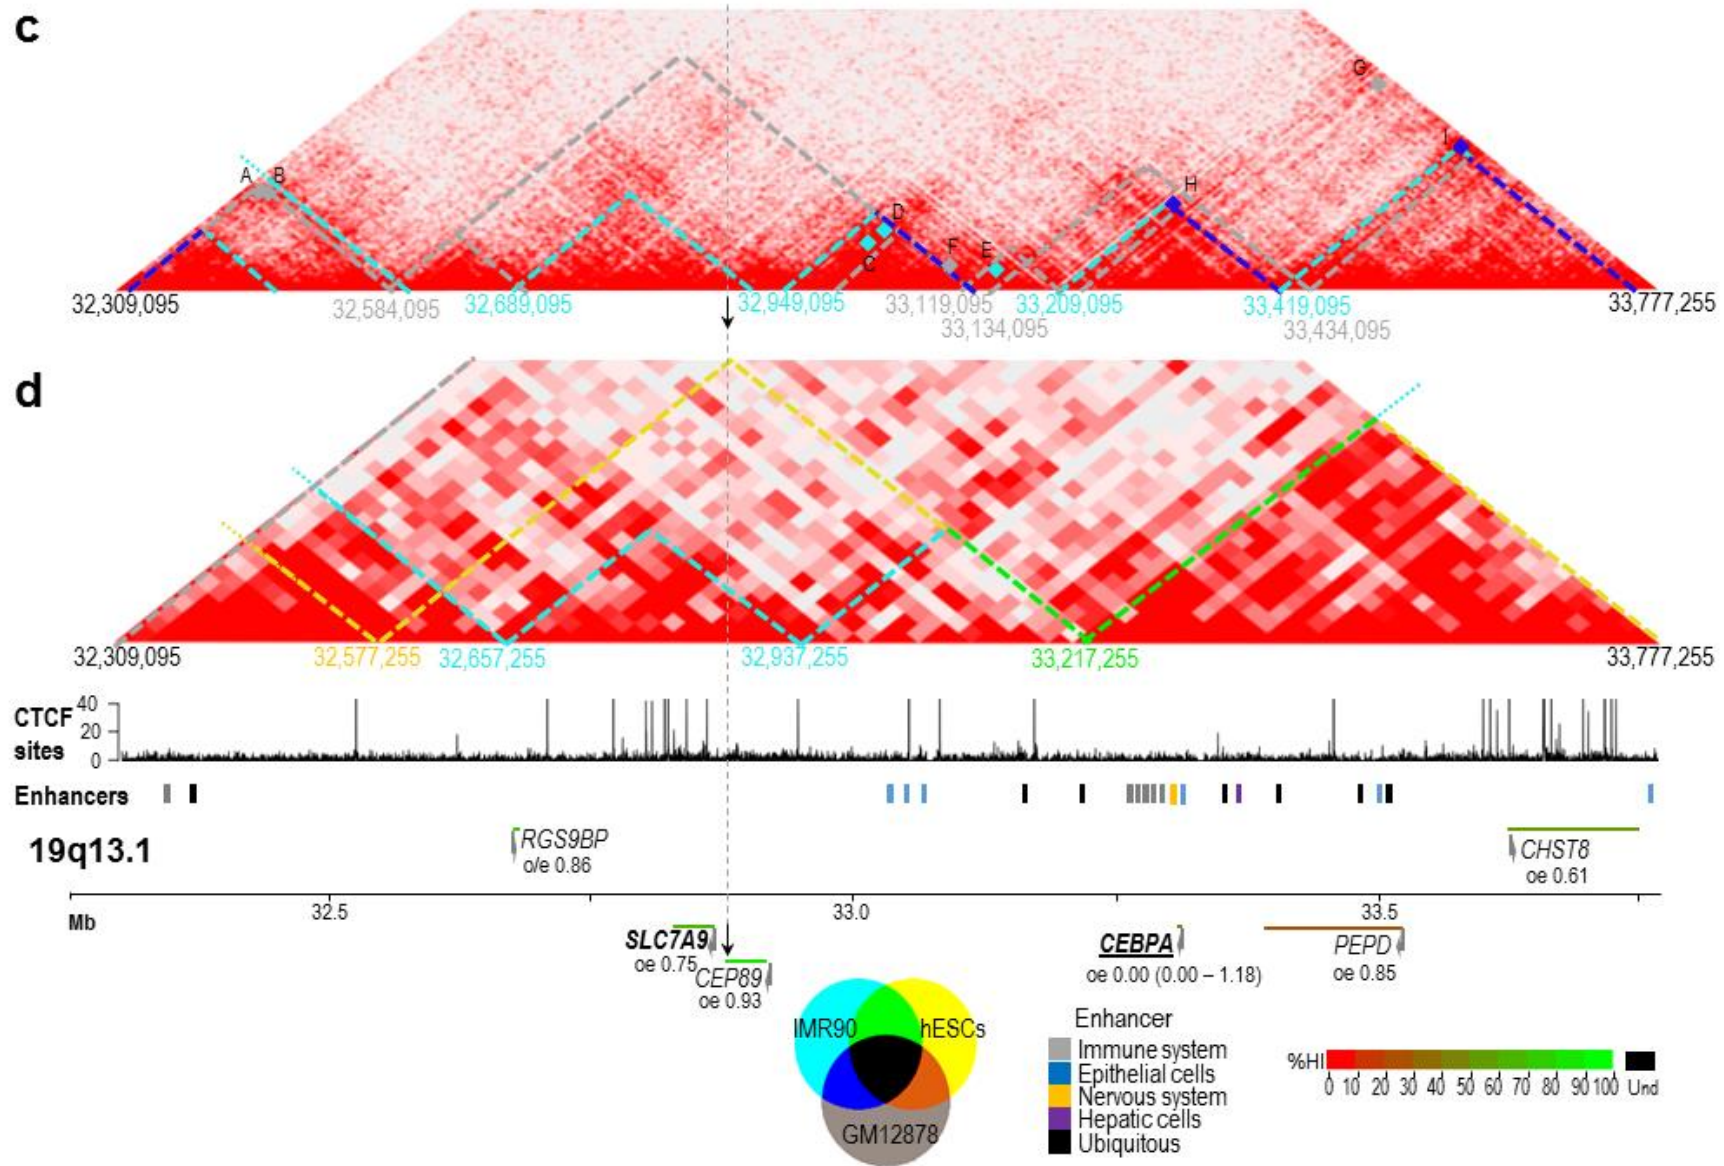 c
G
I
A B
H
D
F E
C
32,309,095 32,584,095 32,689,095 32,949,095 33,119,095 33,209,095 33,419,095 33,777,255
33,134,095 33,434,095
d
32,309,095 32,577,255 32,657,255 32,937,255 33,217,255 33,777,255
CTCF sites
40
20
0
Enhancers
19q13.1
RGS9BP
o/e 0.86
CHST8
oe 0.61
Mb
32.5 33.0 33.5
SLC7A9
oe 0.75
CEP89
oe 0.93
CEBPA
oe 0.00 (0.00 – 1.18)
PEPD
oe 0.85
IMR90 hESCs
GM12878
Enhancer
Immune system
Epithelial cells
Nervous system
Hepatic cells
Ubiquitous
%HI
0 10 20 30 40 50 60 70 80 90 100 Und